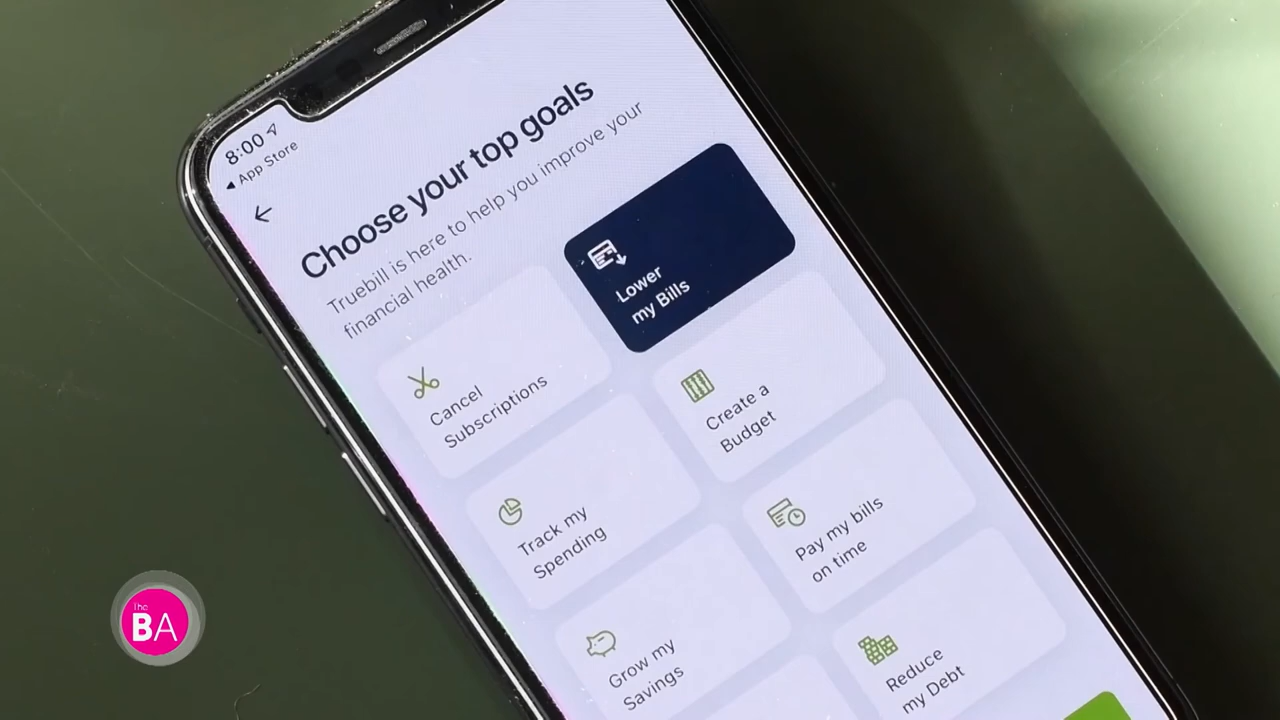 8:00
◀ App Store
Choose your top goals
Truebill is here to help you improve your
financial health.
Cancel
Subscriptions
Lower
my Bills
Track my
Spending
Create a
Budget
Grow my
Savings
Pay my bills
on time
Reduce
my Debt
The
BA